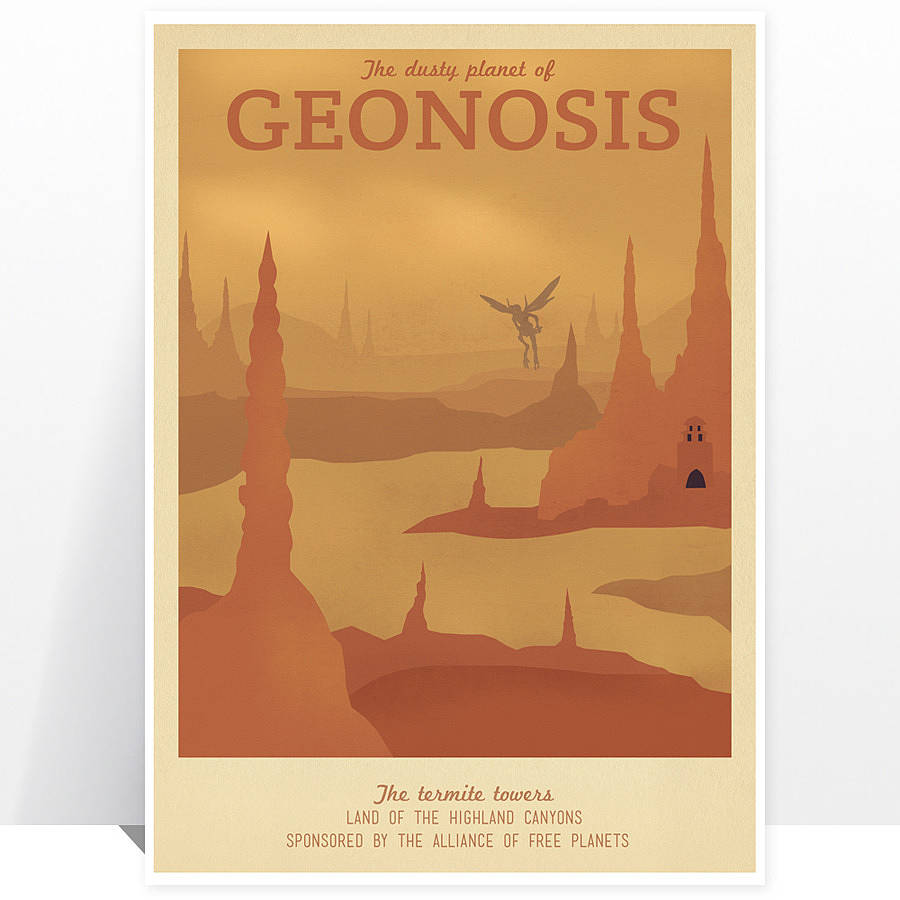 The dusty planet of
GEONOSIS
The termite towers
LAND OF THE HIGHLAND CANYONS
SPONSORED BY THE ALLIANCE OF FREE PLANETS